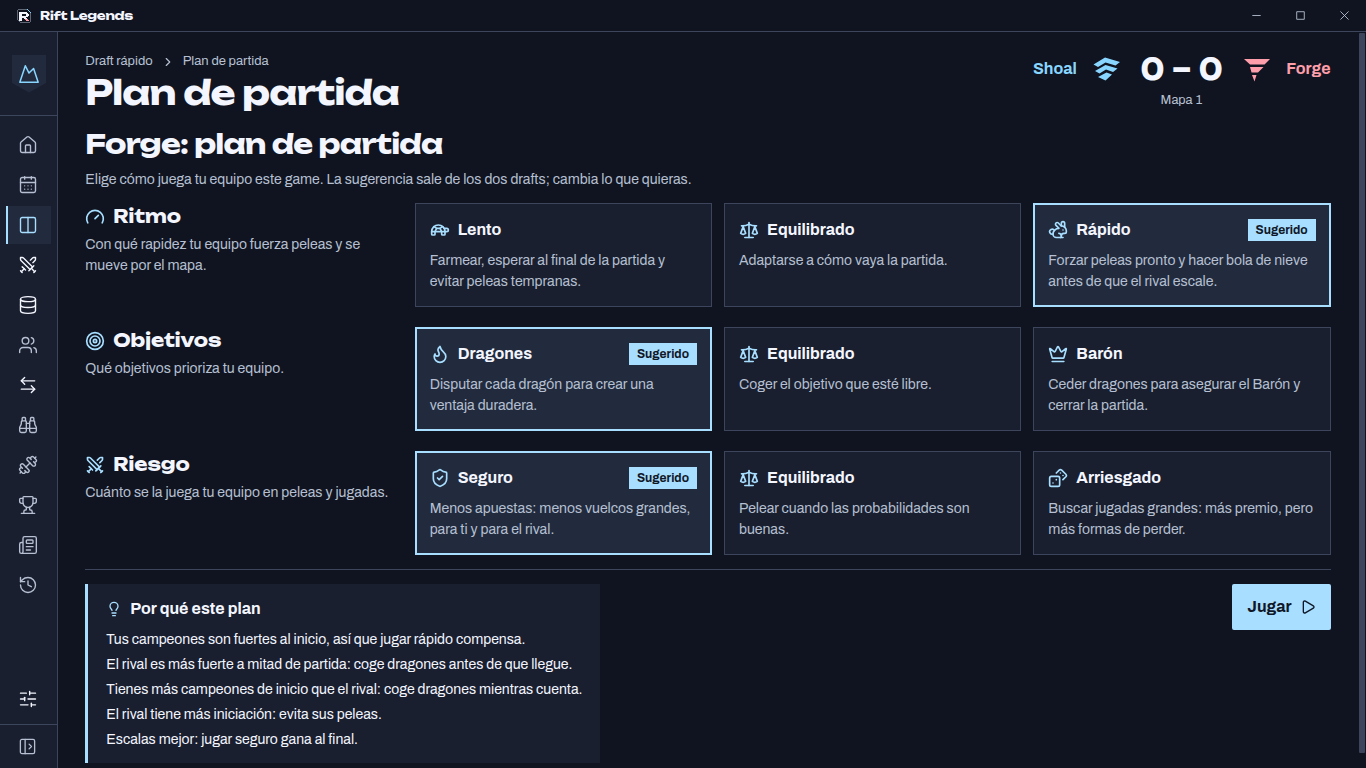 Rift Legends
Draft rápido > Plan de partida
Plan de partida
Shoal 0 – 0 Forge
Mapa 1
Forge: plan de partida
Elige cómo juega tu equipo este game. La sugerencia sale de los dos drafts; cambia lo que quieras.
Ritmo
Con qué rapidez tu equipo fuerza peleas y se
mueve por el mapa.
Lento
Farmear, esperar al final de la partida y
evitar peleas tempranas.
Equilibrado
Adaptarse a cómo vaya la partida.
Rápido Sugerido
Forzar peleas pronto y hacer bola de nieve
antes de que el rival escale.
Objetivos
Qué objetivos prioriza tu equipo.
Dragones Sugerido
Disputar cada dragón para crear una
ventaja duradera.
Equilibrado
Coger el objetivo que esté libre.
Barón
Ceder dragones para asegurar el Barón y
cerrar la partida.
Riesgo
Cuánto se la juega tu equipo en peleas y jugadas.
Seguro Sugerido
Menos apuestas: menos vuelcos grandes,
para ti y para el rival.
Equilibrado
Pelear cuando las probabilidades son
buenas.
Arriesgado
Buscar jugadas grandes: más premio, pero
más formas de perder.
Por qué este plan
Tus campeones son fuertes al inicio, así que jugar rápido compensa.
El rival es más fuerte a mitad de partida: coge dragones antes de que llegue.
Tienes más campeones de inicio que el rival: coge dragones mientras cuenta.
El rival tiene más iniciación: evita sus peleas.
Escalas mejor: jugar seguro gana al final.
Jugar